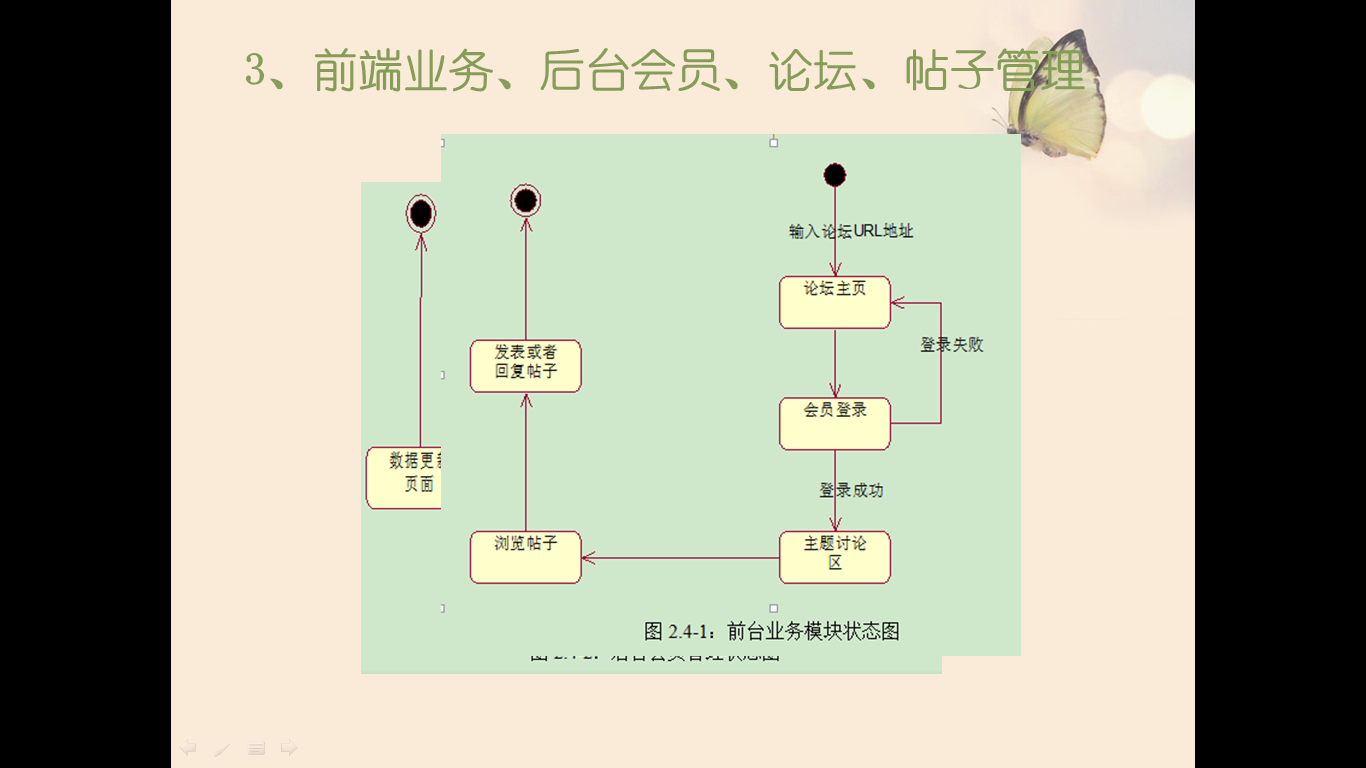 3、前端业务、后台会员、论坛、帖子管理
输入论坛URL地址
论坛主页
登录失败
发表或者
回复帖子
会员登录
数据更
页面
登录成功
浏览帖子
主题讨论
区
图 2.4-1：前台业务模块状态图